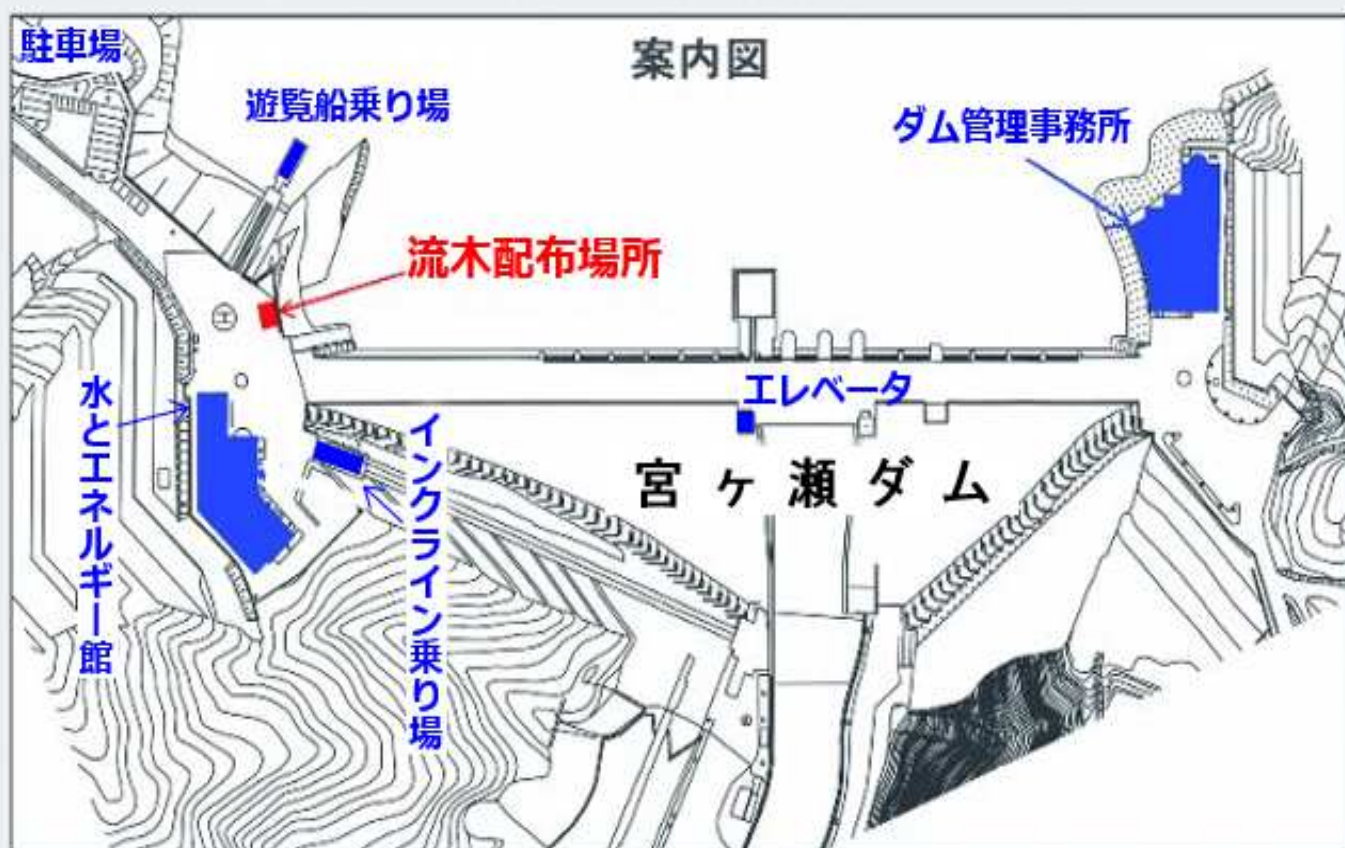 案内図
駐車場
遊覧船乗り場
ダム管理事務所
流木配布場所
エレベータ
水とエネルギー館
インクライン乗り場
宮ヶ瀬ダム